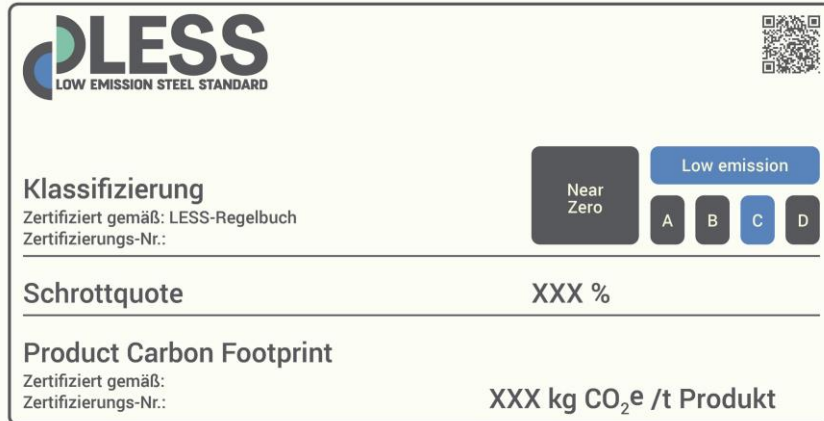 LESS
LOW EMISSION STEEL STANDARD
Klassifizierung
Zertifiziert gemäß: LESS-Regelbuch
Zertifizierungs-Nr.:
Near
Zero
Low emission
A B C D
Schrottquote XXX %
Product Carbon Footprint
Zertifiziert gemäß:
Zertifizierungs-Nr.:
XXX kg CO₂e /t Produkt